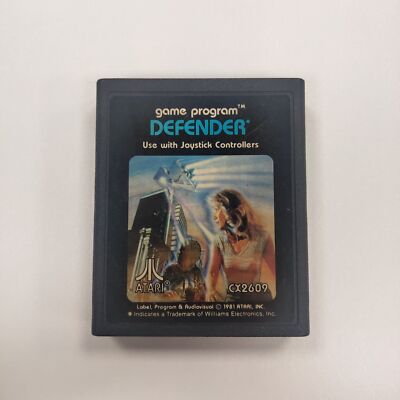 game program™
DEFENDER*
Use with Joystick Controllers
ATARI®
CX2609
Label, Program & Audiovisual © 1981 ATARI, INC.
* Indicates a Trademark of Williams Electronics, Inc.